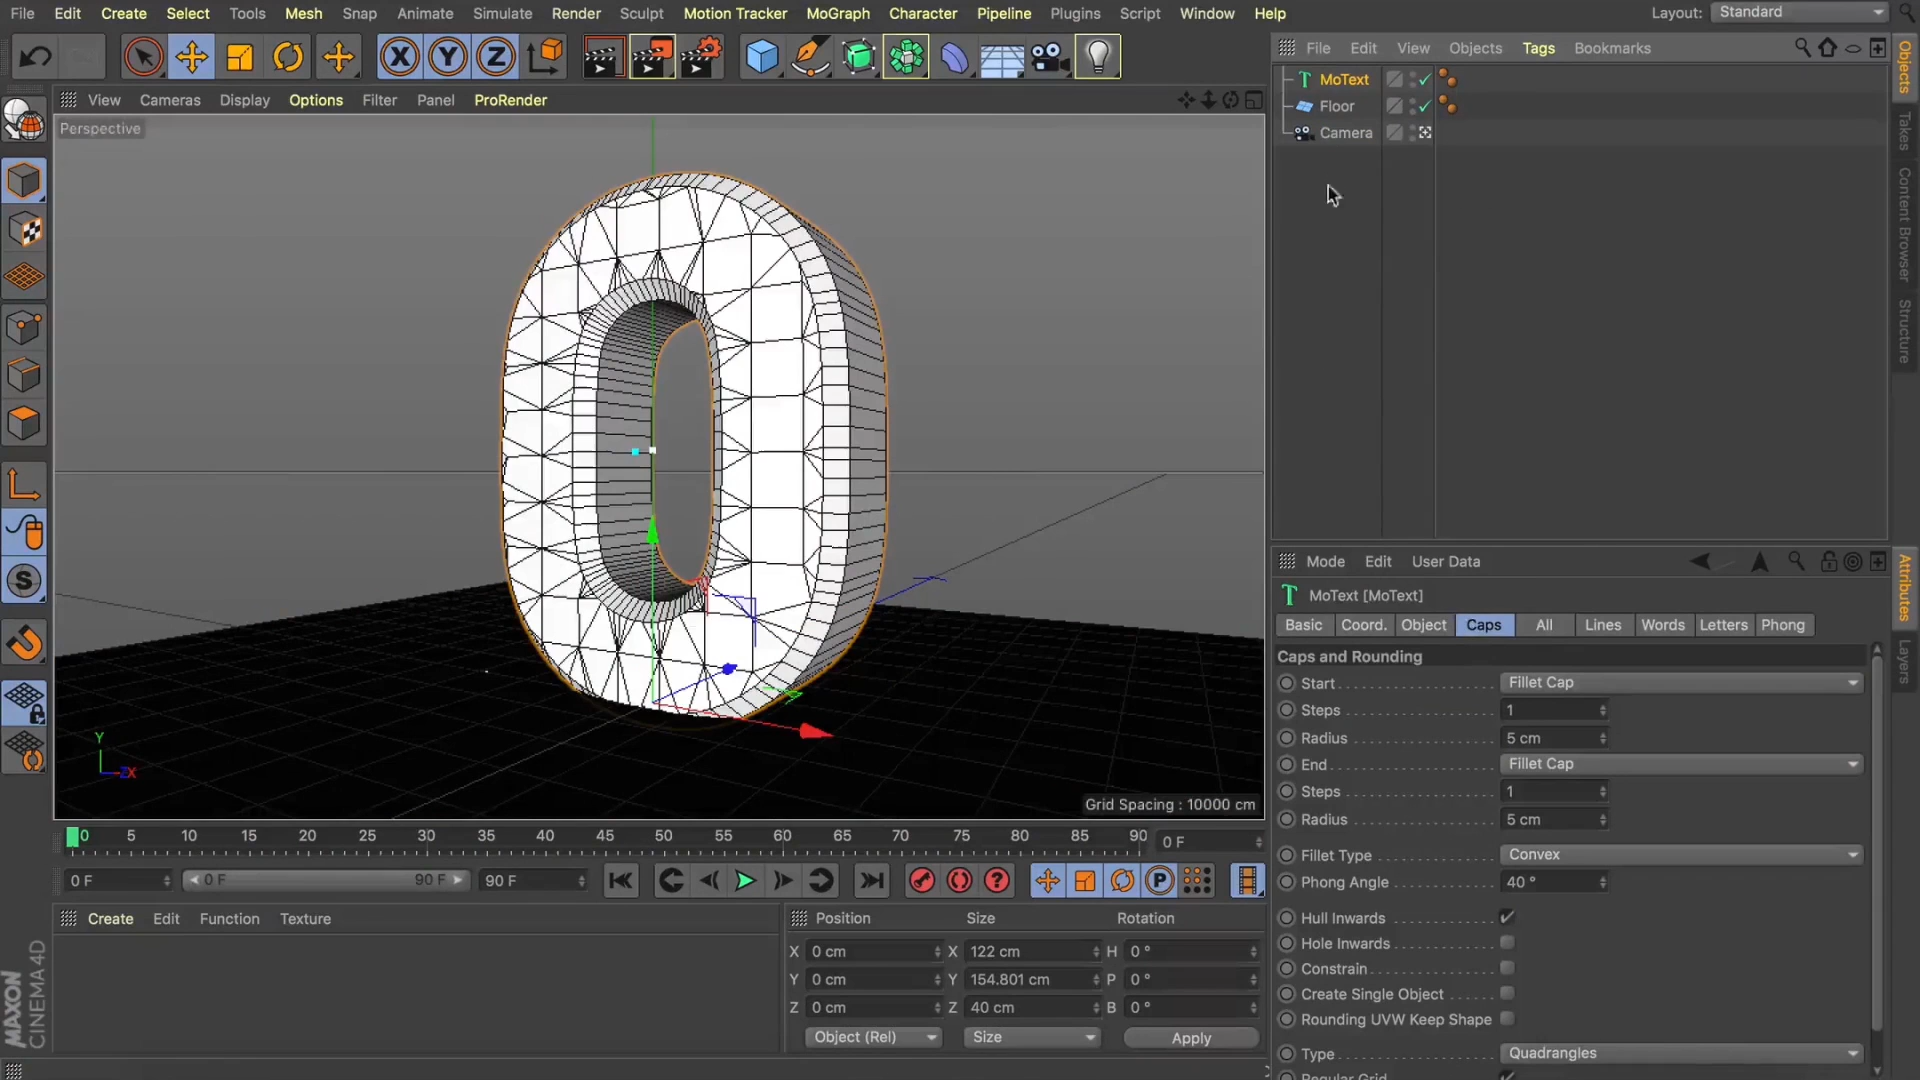 File Edit Create Select Tools Mesh Snap Animate Simulate Render Sculpt Motion Tracker MoGraph Character Pipeline Plugins Script Window Help Layout: Standard
X Y Z
File Edit View Objects Tags Bookmarks
View Cameras Display Options Filter Panel ProRender
Perspective
MoText
Floor
Camera
Objects
Takes
Content Browser
Structure
S
Y
ZX
Grid Spacing : 10000 cm
Mode Edit User Data
MoText [MoText]
Basic Coord. Object Caps All Lines Words Letters Phong
Attributes
Layers
Caps and Rounding
Start Fillet Cap
Steps 1
Radius 5 cm
End Fillet Cap
Steps 1
Radius 5 cm
Fillet Type Convex
Phong Angle 40 °
Hull Inwards
Hole Inwards
Constrain
Create Single Object
Rounding UVW Keep Shape
Type Quadrangles
Regular Grid
0 5 10 15 20 25 30 35 40 45 50 55 60 65 70 75 80 85 90 0 F
0 F 0 F 90 F 90 F P
Create Edit Function Texture
Position Size Rotation
X 0 cm X 122 cm H 0 °
Y 0 cm Y 154.801 cm P 0 °
Z 0 cm Z 40 cm B 0 °
Object (Rel) Size Apply
MAXON
CINEMA 4D